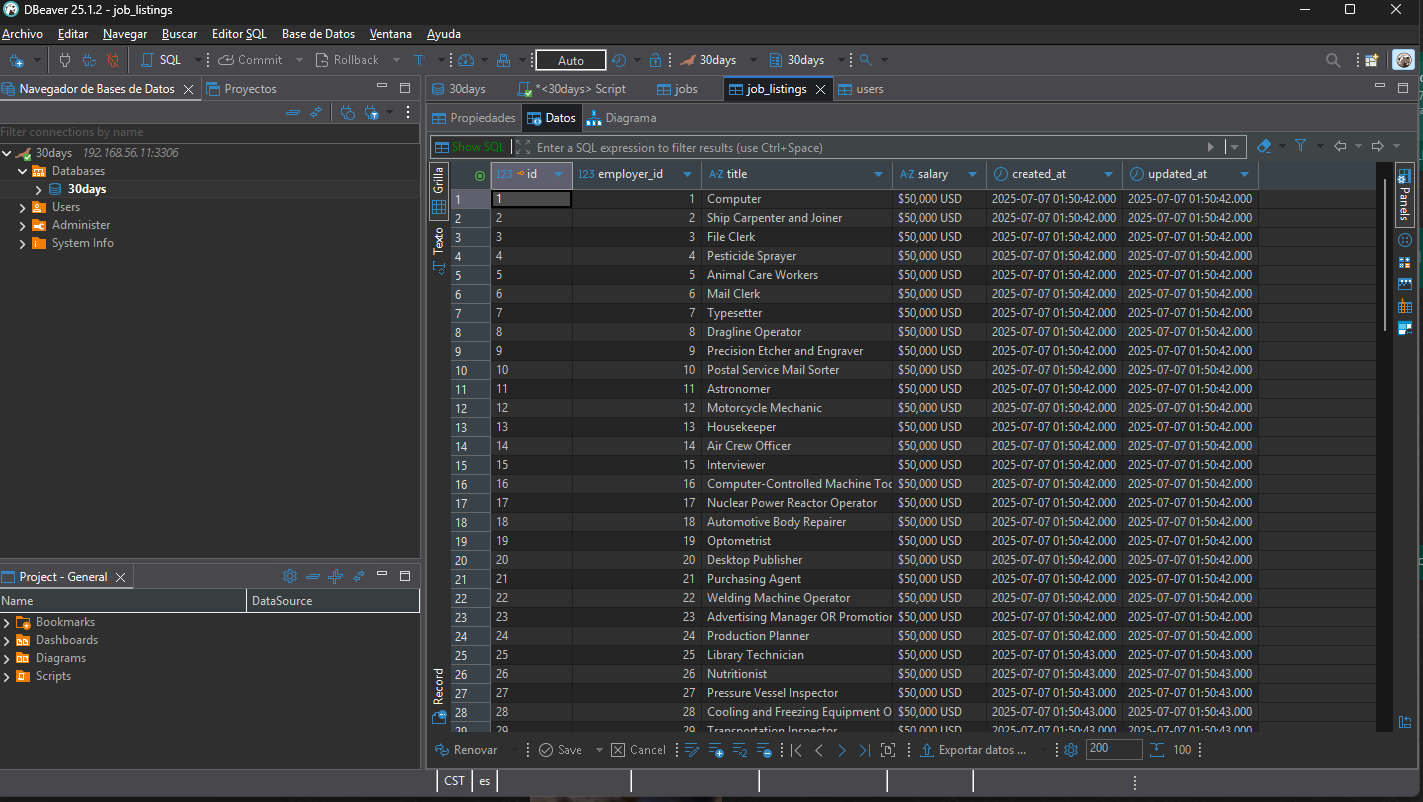 DBeaver 25.1.2 - job_listings
Archivo Editar Navegar Buscar Editor SQL Base de Datos Ventana Ayuda
SQL Commit Rollback T Auto 30days 30days
Navegador de Bases de Datos Proyectos
Filter connections by name
30days 192.168.56.11:3306
Databases
30days
Users
Administer
System Info
Project - General
Name DataSource
Bookmarks
Dashboards
Diagrams
Scripts
30days *<30days> Script jobs job_listings users
Propiedades Datos Diagrama
Show SQL Enter a SQL expression to filter results (use Ctrl+Space)
Grilla
Texto
Record
123 id 123 employer_id A-Z title A-Z salary created_at updated_at
1 1 1 Computer $50,000 USD 2025-07-07 01:50:42.000 2025-07-07 01:50:42.000
2 2 2 Ship Carpenter and Joiner $50,000 USD 2025-07-07 01:50:42.000 2025-07-07 01:50:42.000
3 3 3 File Clerk $50,000 USD 2025-07-07 01:50:42.000 2025-07-07 01:50:42.000
4 4 4 Pesticide Sprayer $50,000 USD 2025-07-07 01:50:42.000 2025-07-07 01:50:42.000
5 5 5 Animal Care Workers $50,000 USD 2025-07-07 01:50:42.000 2025-07-07 01:50:42.000
6 6 6 Mail Clerk $50,000 USD 2025-07-07 01:50:42.000 2025-07-07 01:50:42.000
7 7 7 Typesetter $50,000 USD 2025-07-07 01:50:42.000 2025-07-07 01:50:42.000
8 8 8 Dragline Operator $50,000 USD 2025-07-07 01:50:42.000 2025-07-07 01:50:42.000
9 9 9 Precision Etcher and Engraver $50,000 USD 2025-07-07 01:50:42.000 2025-07-07 01:50:42.000
10 10 10 Postal Service Mail Sorter $50,000 USD 2025-07-07 01:50:42.000 2025-07-07 01:50:42.000
11 11 11 Astronomer $50,000 USD 2025-07-07 01:50:42.000 2025-07-07 01:50:42.000
12 12 12 Motorcycle Mechanic $50,000 USD 2025-07-07 01:50:42.000 2025-07-07 01:50:42.000
13 13 13 Housekeeper $50,000 USD 2025-07-07 01:50:42.000 2025-07-07 01:50:42.000
14 14 14 Air Crew Officer $50,000 USD 2025-07-07 01:50:42.000 2025-07-07 01:50:42.000
15 15 15 Interviewer $50,000 USD 2025-07-07 01:50:42.000 2025-07-07 01:50:42.000
16 16 16 Computer-Controlled Machine Toc $50,000 USD 2025-07-07 01:50:42.000 2025-07-07 01:50:42.000
17 17 17 Nuclear Power Reactor Operator $50,000 USD 2025-07-07 01:50:42.000 2025-07-07 01:50:42.000
18 18 18 Automotive Body Repairer $50,000 USD 2025-07-07 01:50:42.000 2025-07-07 01:50:42.000
19 19 19 Optometrist $50,000 USD 2025-07-07 01:50:42.000 2025-07-07 01:50:42.000
20 20 20 Desktop Publisher $50,000 USD 2025-07-07 01:50:42.000 2025-07-07 01:50:42.000
21 21 21 Purchasing Agent $50,000 USD 2025-07-07 01:50:42.000 2025-07-07 01:50:42.000
22 22 22 Welding Machine Operator $50,000 USD 2025-07-07 01:50:42.000 2025-07-07 01:50:42.000
23 23 23 Advertising Manager OR Promotion $50,000 USD 2025-07-07 01:50:42.000 2025-07-07 01:50:42.000
24 24 24 Production Planner $50,000 USD 2025-07-07 01:50:42.000 2025-07-07 01:50:42.000
25 25 25 Library Technician $50,000 USD 2025-07-07 01:50:43.000 2025-07-07 01:50:43.000
26 26 26 Nutritionist $50,000 USD 2025-07-07 01:50:43.000 2025-07-07 01:50:43.000
27 27 27 Pressure Vessel Inspector $50,000 USD 2025-07-07 01:50:43.000 2025-07-07 01:50:43.000
28 28 28 Cooling and Freezing Equipment O $50,000 USD 2025-07-07 01:50:43.000 2025-07-07 01:50:43.000
29 29 29 Transportation Inspector $50,000 USD 2025-07-07 01:50:43.000 2025-07-07 01:50:43.000
Panels
Renovar Save Cancel Exportar datos ... 200 100
CST es